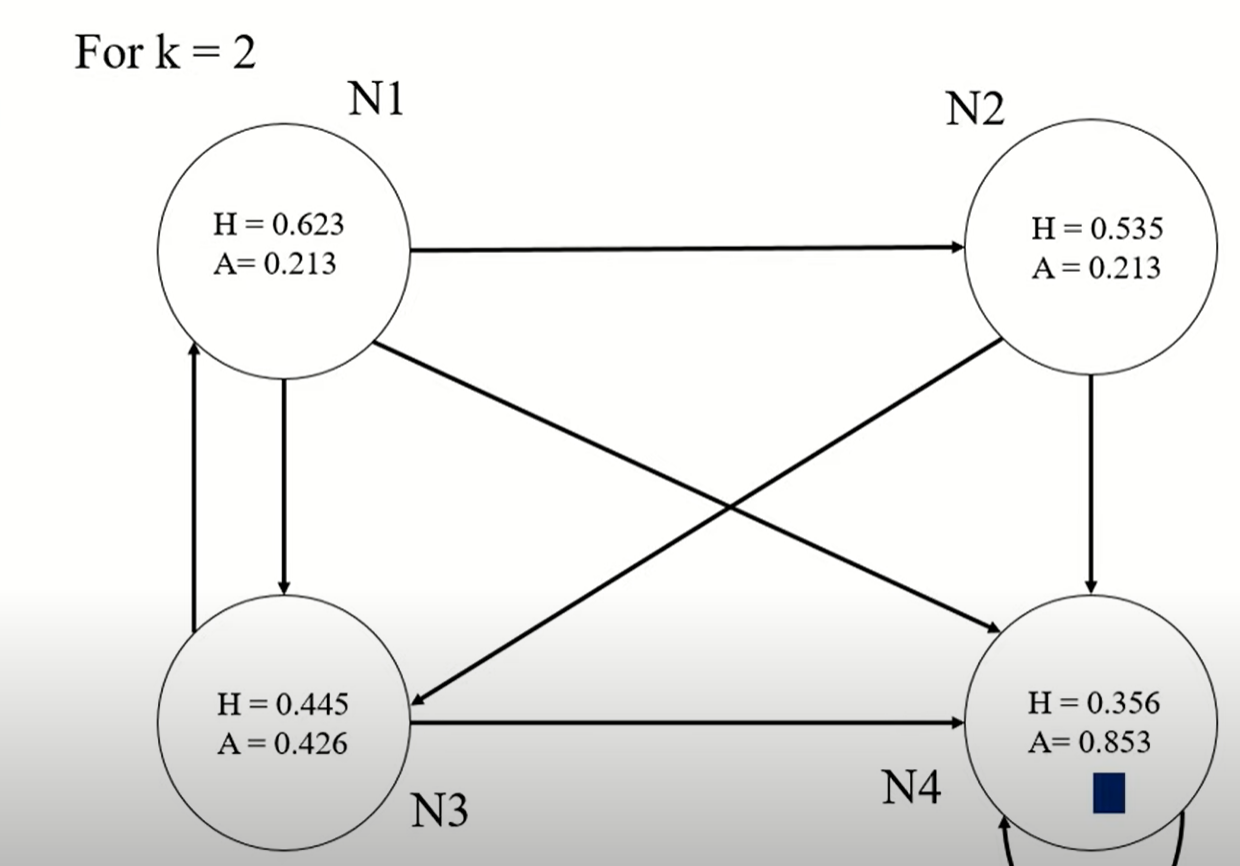 For k = 2
N1
N2
H = 0.623
A= 0.213
H = 0.535
A = 0.213
H = 0.445
A = 0.426
N3
H = 0.356
A= 0.853
N4